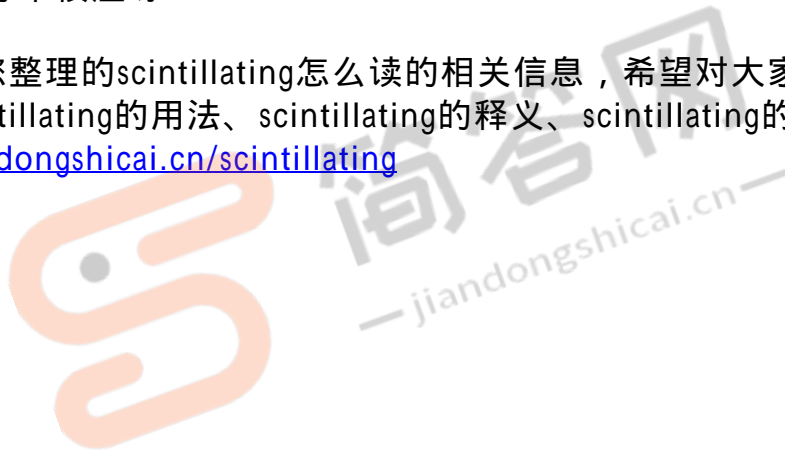 整理的scintillating怎么读的相关信息，希望对大家
tillating的用法、scintillating的释义、scintillating的
dongshicai.cn/scintillating
简答网
jiandongshicai.cn